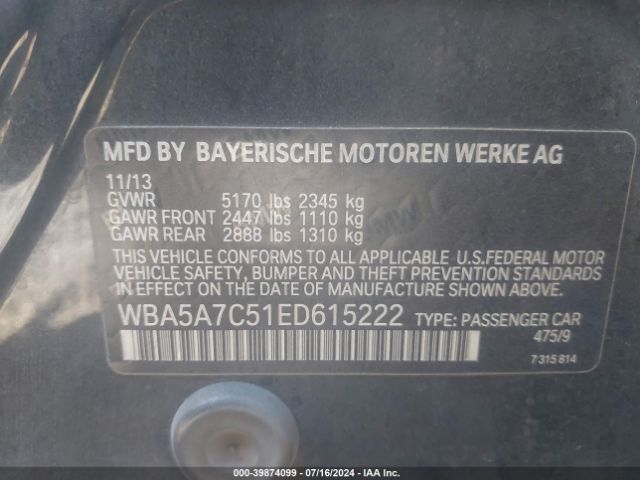 MFD BY BAYERISCHE MOTOREN WERKE AG
11/13
GVWR 5170 lbs 2345 kg
GAWR FRONT 2447 lbs 1110 kg
GAWR REAR 2888 lbs 1310 kg
THIS VEHICLE CONFORMS TO ALL APPLICABLE U.S.FEDERAL MOTOR
VEHICLE SAFETY, BUMPER AND THEFT PREVENTION STANDARDS
IN EFFECT ON THE DATE OF MANUFACTURE SHOWN ABOVE.
WBA5A7C51ED615222 TYPE: PASSENGER CAR
475/9
7 315 814
000-39874099 / 07/16/2024 - IAA Inc.